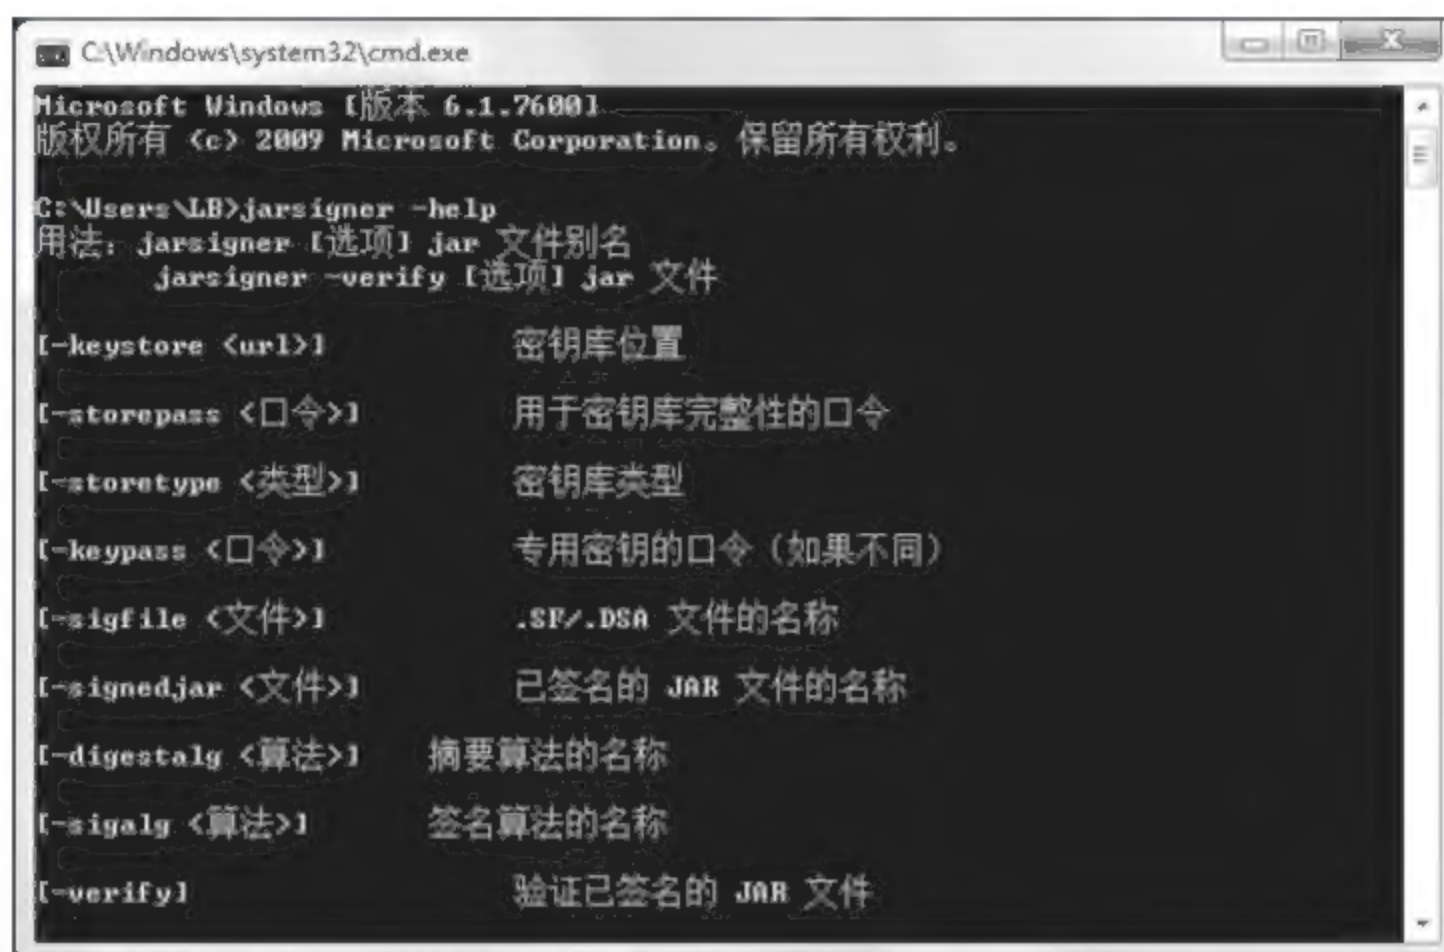 C:\Windows\system32\cmd.exe
Microsoft Windows [版本 6.1.7600]
版权所有 <c> 2009 Microsoft Corporation。保留所有权利。
C:\Users\LB>jarsigner -help
用法: jarsigner [选项] jar 文件别名
jarsigner -verify [选项] jar 文件
[-keystore <url>] 密钥库位置
[-storepass <口令>] 用于密钥库完整性的口令
[-storetype <类型>] 密钥库类型
[-keypass <口令>] 专用密钥的口令（如果不同）
[-sigfile <文件>] .SF/.DSA 文件的名称
[-signedjar <文件>] 已签名的 JAR 文件的名称
[-digestalg <算法>] 摘要算法的名称
[-sigalg <算法>] 签名算法的名称
[-verify] 验证已签名的 JAR 文件